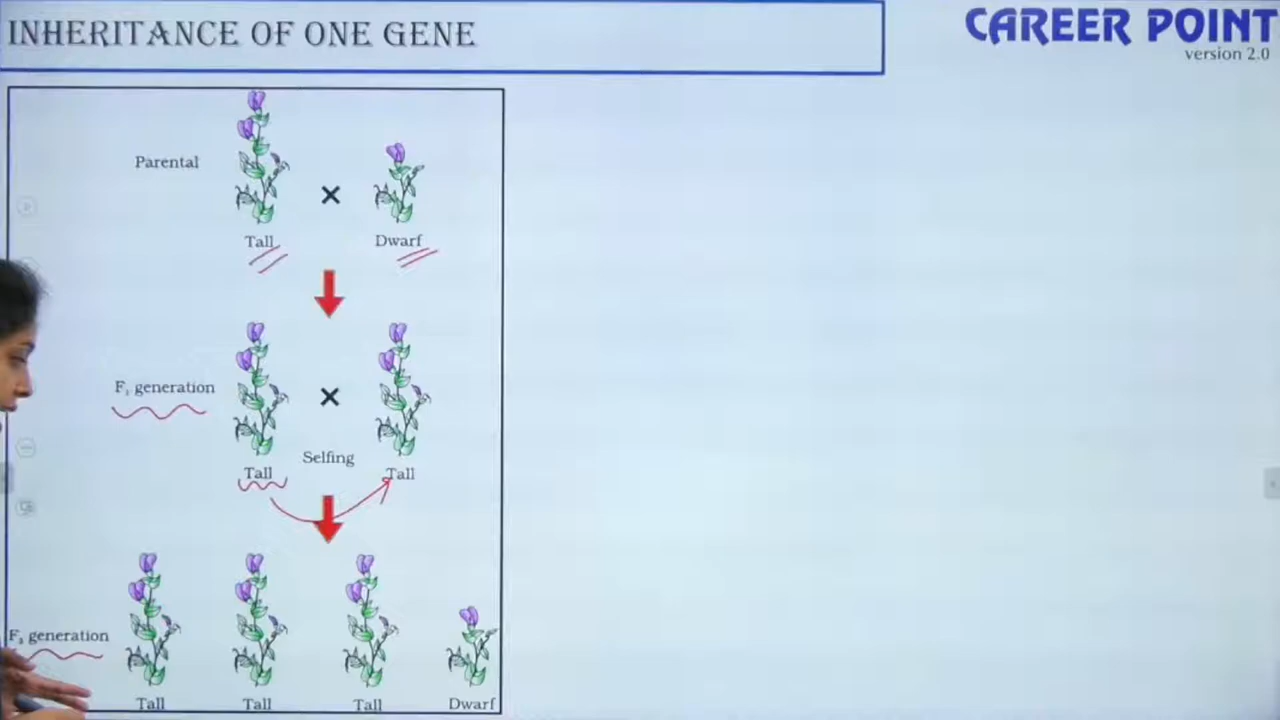 INHERITANCE OF ONE GENE
CAREER POINT
version 2.0
Parental
×
Tall
Dwarf
F₁ generation
×
Selfing
Tall
Tall
F₂ generation
Tall
Tall
Tall
Dwarf